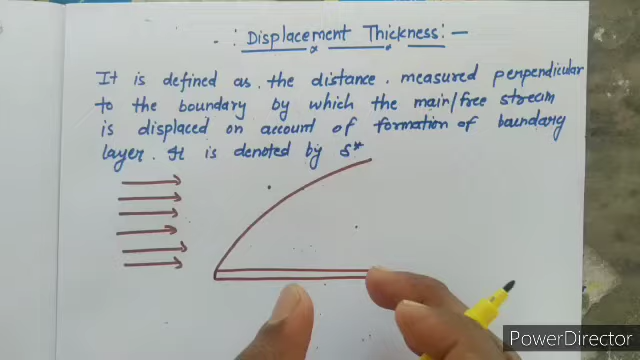 : Displacement Thickness: —
It is defined as the distance measured perpendicular
to the boundary by which the main/free stream
is displaced on account of formation of boundary
layer. It is denoted by δ*
PowerDirector